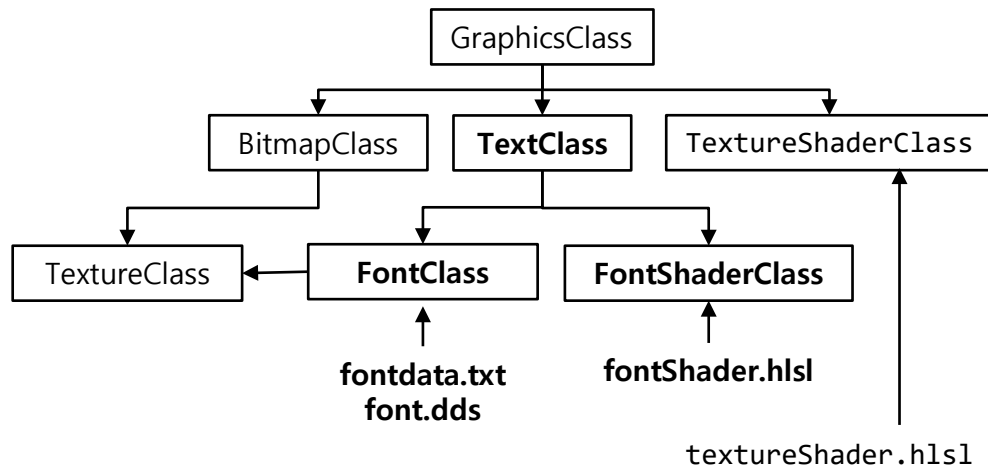 GraphicsClass
BitmapClass
TextClass
TextureShaderClass
TextureClass
FontClass
FontShaderClass
fontdata.txt
font.dds
fontShader.hlsl
textureShader.hlsl